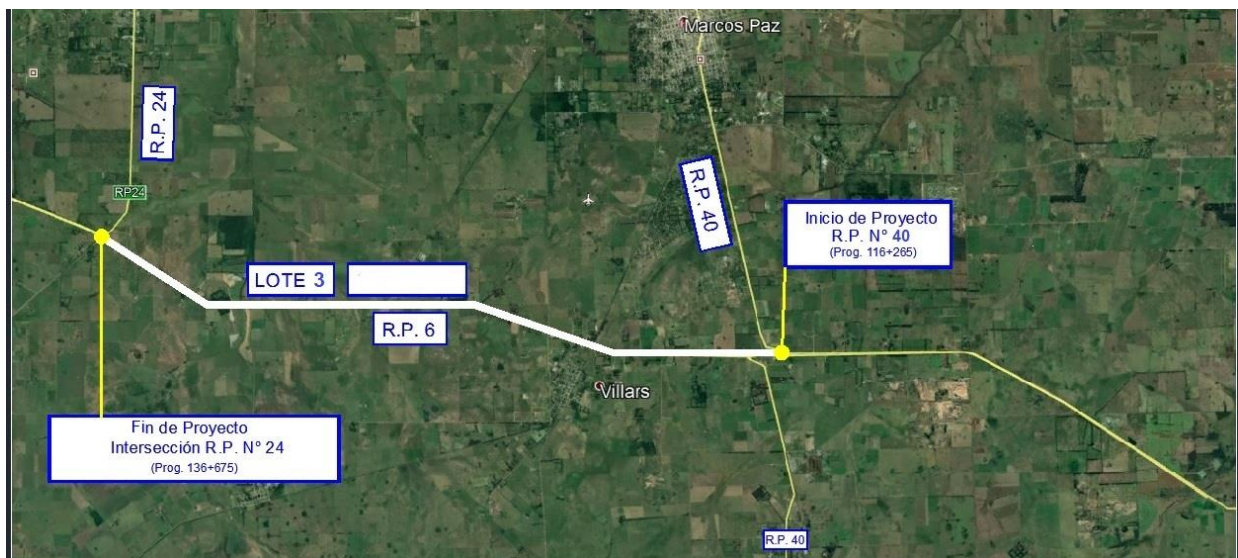 Marcos Paz
R.P. 24
RP24
R.P. 40
Inicio de Proyecto
R.P. N° 40
(Prog. 116+265)
LOTE 3
R.P. 6
Villars
Fin de Proyecto
Intersección R.P. N° 24
(Prog. 136+675)
R.P. 40